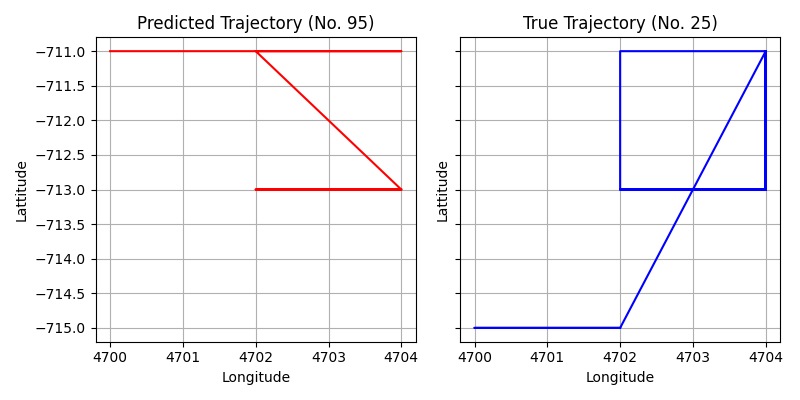 Predicted Trajectory (No. 95)
True Trajectory (No. 25)
−711.0
−711.5
−712.0
−712.5
−713.0
−713.5
−714.0
−714.5
−715.0
Lattitude
Lattitude
4700 4701 4702 4703 4704
4700 4701 4702 4703 4704
Longitude
Longitude